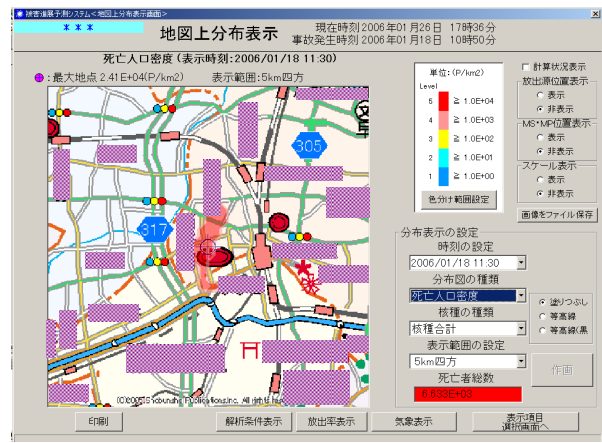 被害進展予測システム<地図上分布表示画面>
***
地図上分布表示
現在時刻 2006年01月26日 17時36分
事故発生時刻 2006年01月18日 10時50分
死亡人口密度 (表示時刻:2006/01/18 11:30)
:最大地点 2.41E+04(P/km2) 表示範囲:5km四方
305
317
単位:(P/km2)
Level
5 ≧ 1.0E+04
4 ≧ 1.0E+03
3 ≧ 1.0E+02
2 ≧ 1.0E+01
1 ≧ 1.0E+00
色分け範囲設定
計算状況表示
放出源位置表示
表示
非表示
MS*MP位置表示
表示
非表示
スケール表示
表示
非表示
画像をファイル保存
分布表示の設定
時刻の設定
2006/01/18 11:30
分布図の種類
死亡人口密度
核種の種類
核種合計
表示範囲の設定
5km四方
死亡者総数
6.633E+03
塗りつぶし
等高線
等高線(黒
作画
印刷
解析条件表示
放出率表示
気象表示
表示項目
選択画面へ